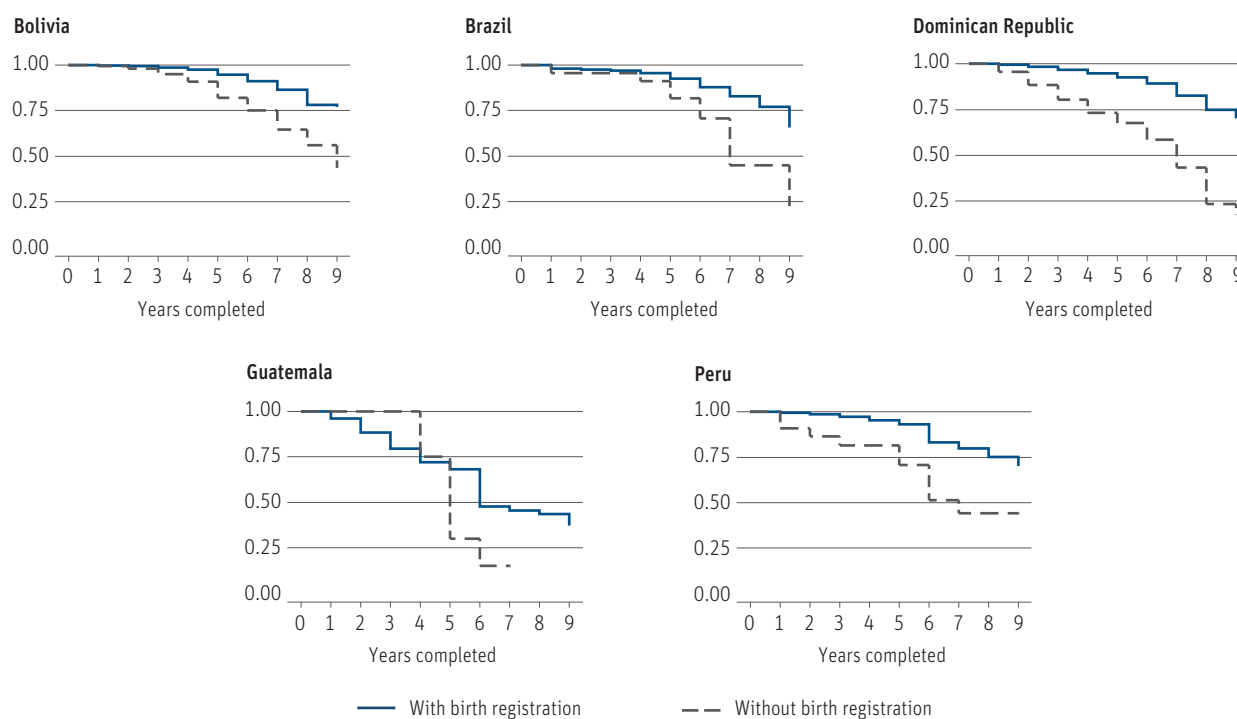 Bolivia
1.00
0.75
0.50
0.25
0.00
0 1 2 3 4 5 6 7 8 9
Years completed
Brazil
1.00
0.75
0.50
0.25
0.00
0 1 2 3 4 5 6 7 8 9
Years completed
Dominican Republic
1.00
0.75
0.50
0.25
0.00
0 1 2 3 4 5 6 7 8 9
Years completed
Guatemala
1.00
0.75
0.50
0.25
0.00
0 1 2 3 4 5 6 7 8 9
Years completed
Peru
1.00
0.75
0.50
0.25
0.00
0 1 2 3 4 5 6 7 8 9
Years completed
With birth registration
Without birth registration